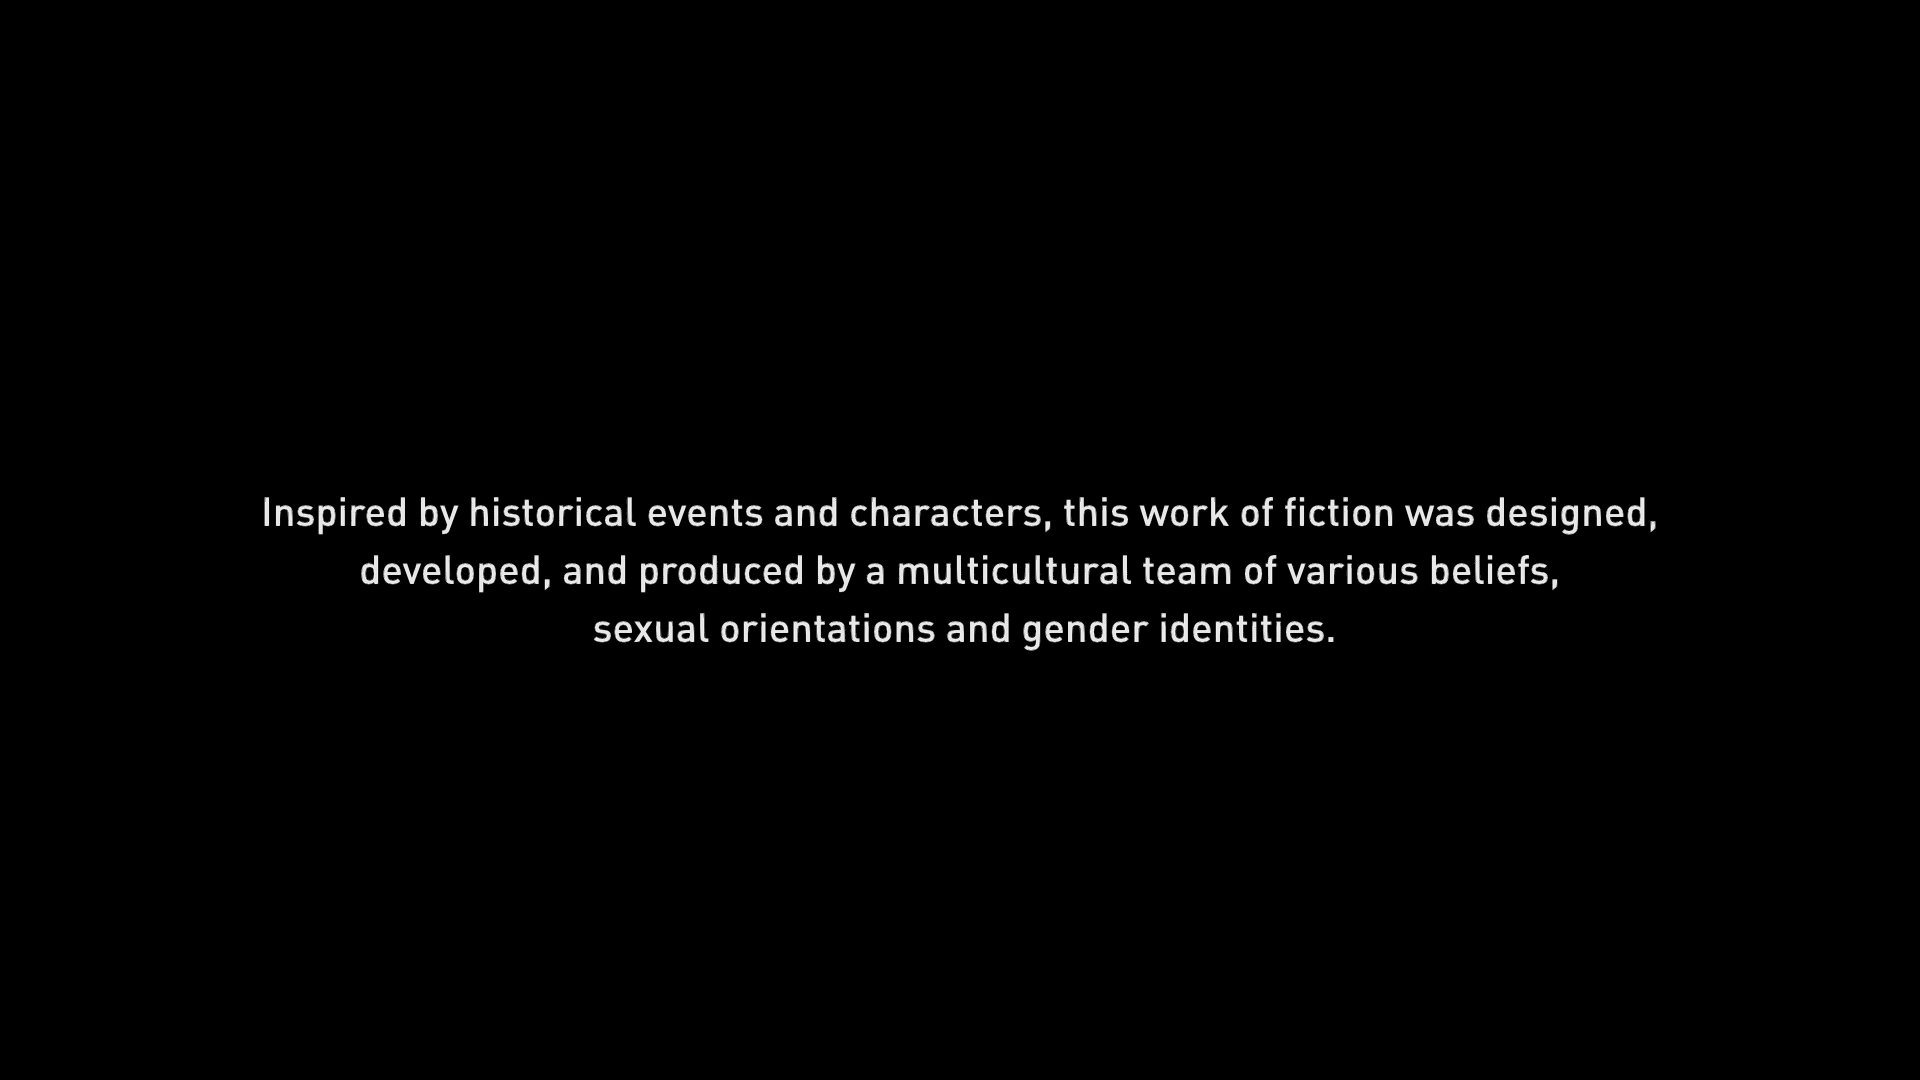 Inspired by historical events and characters, this work of fiction was designed,
developed, and produced by a multicultural team of various beliefs,
sexual orientations and gender identities.